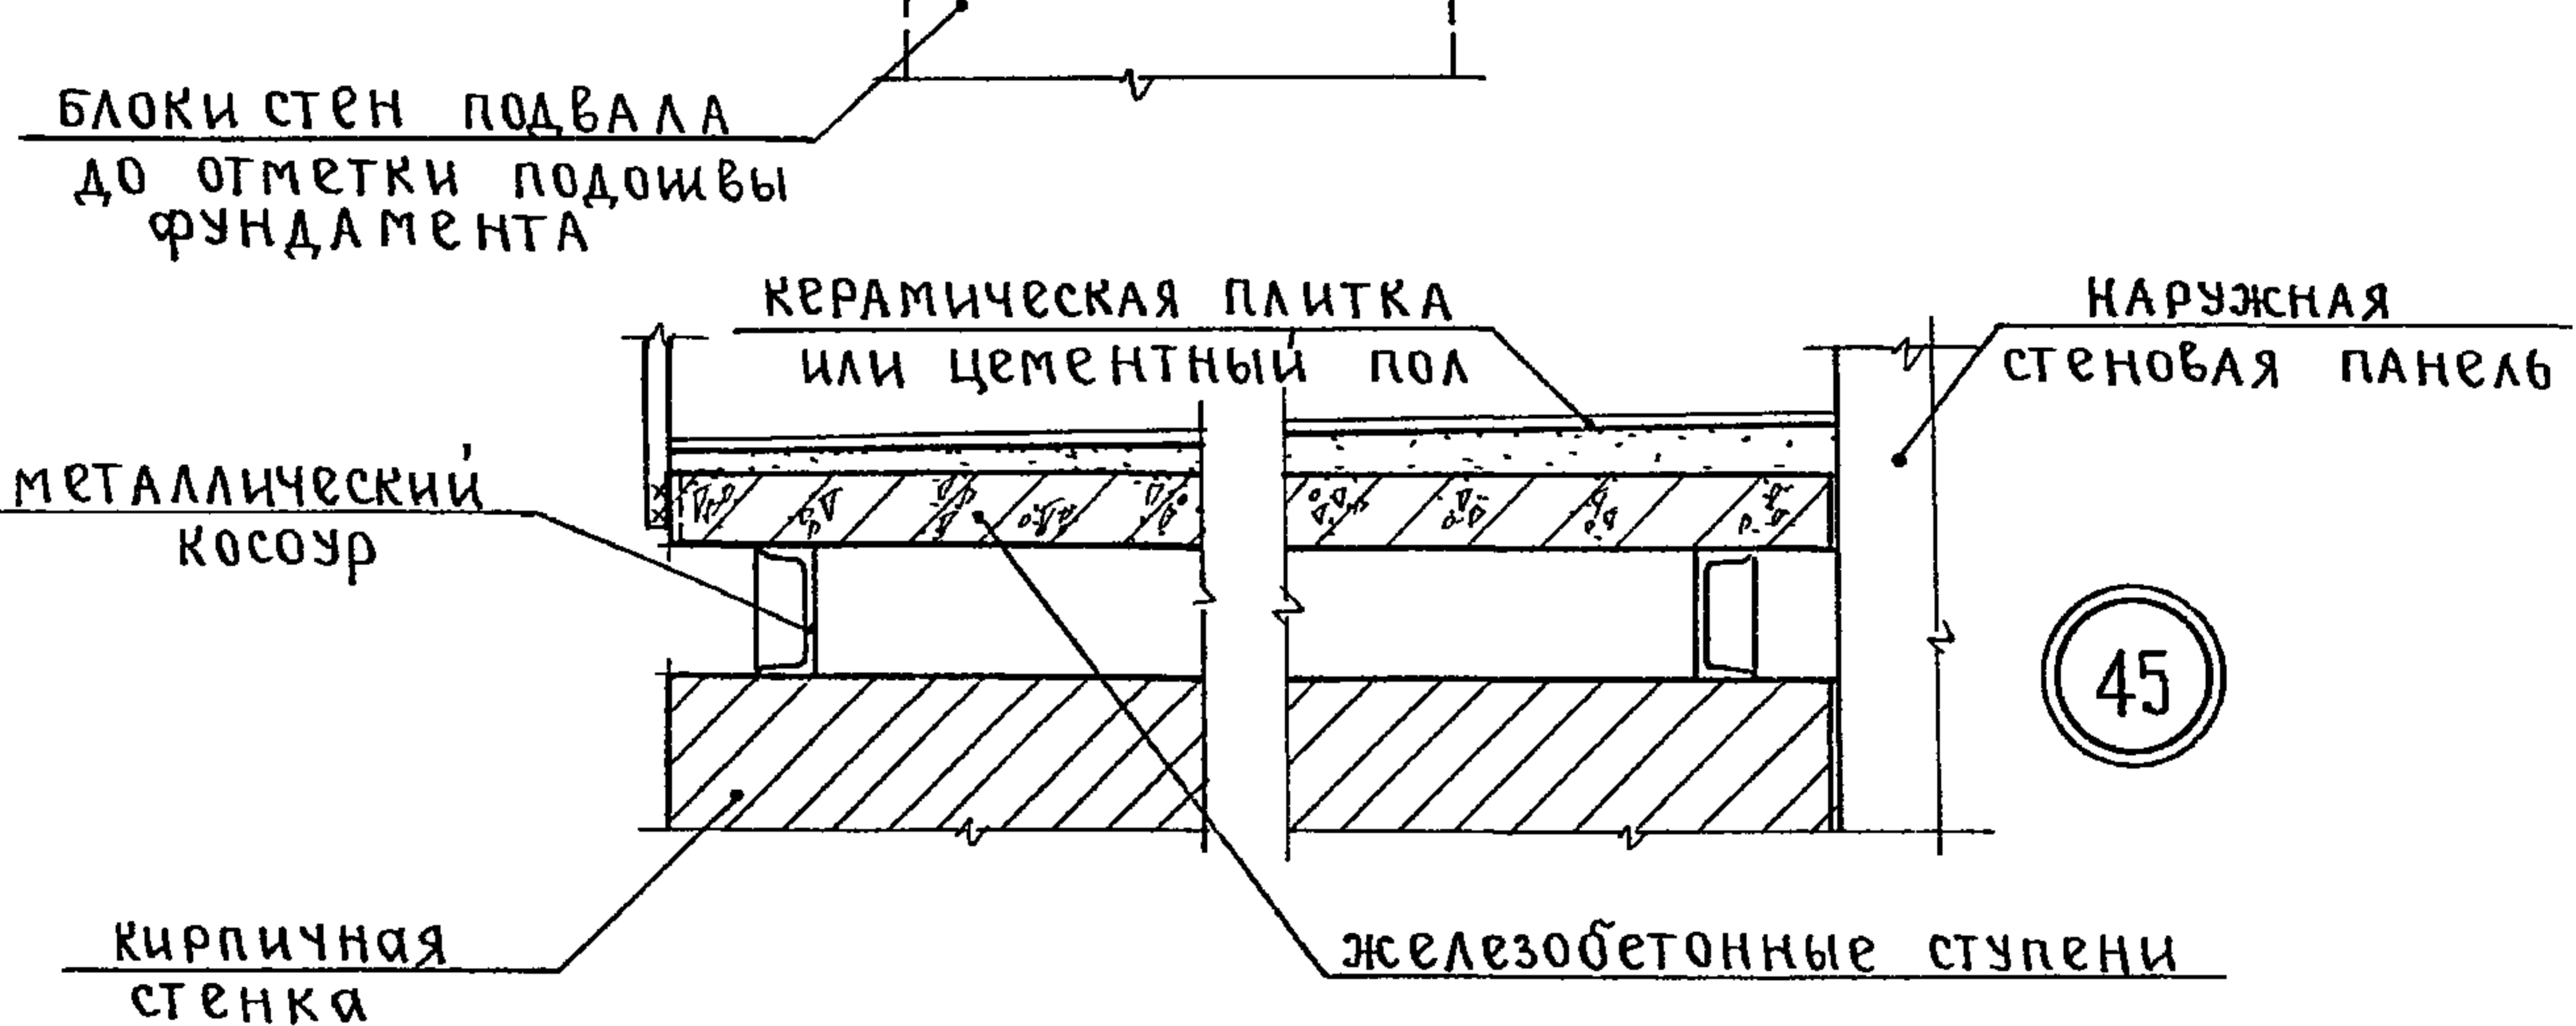 БЛОКИ СТЕН ПОДВАЛА
ДО ОТМЕТКИ ПОДОШВЫ
ФУНДАМЕНТА
КЕРАМИЧЕСКАЯ ПЛИТКА
ИЛИ ЦЕМЕНТНЫЙ ПОЛ
НАРУЖНАЯ
СТЕНОВАЯ ПАНЕЛЬ
МЕТАЛЛИЧЕСКИЙ
КОСОУР
45
КИРПИЧНАЯ
СТЕНКА
ЖЕЛЕЗОБЕТОННЫЕ СТУПЕНИ